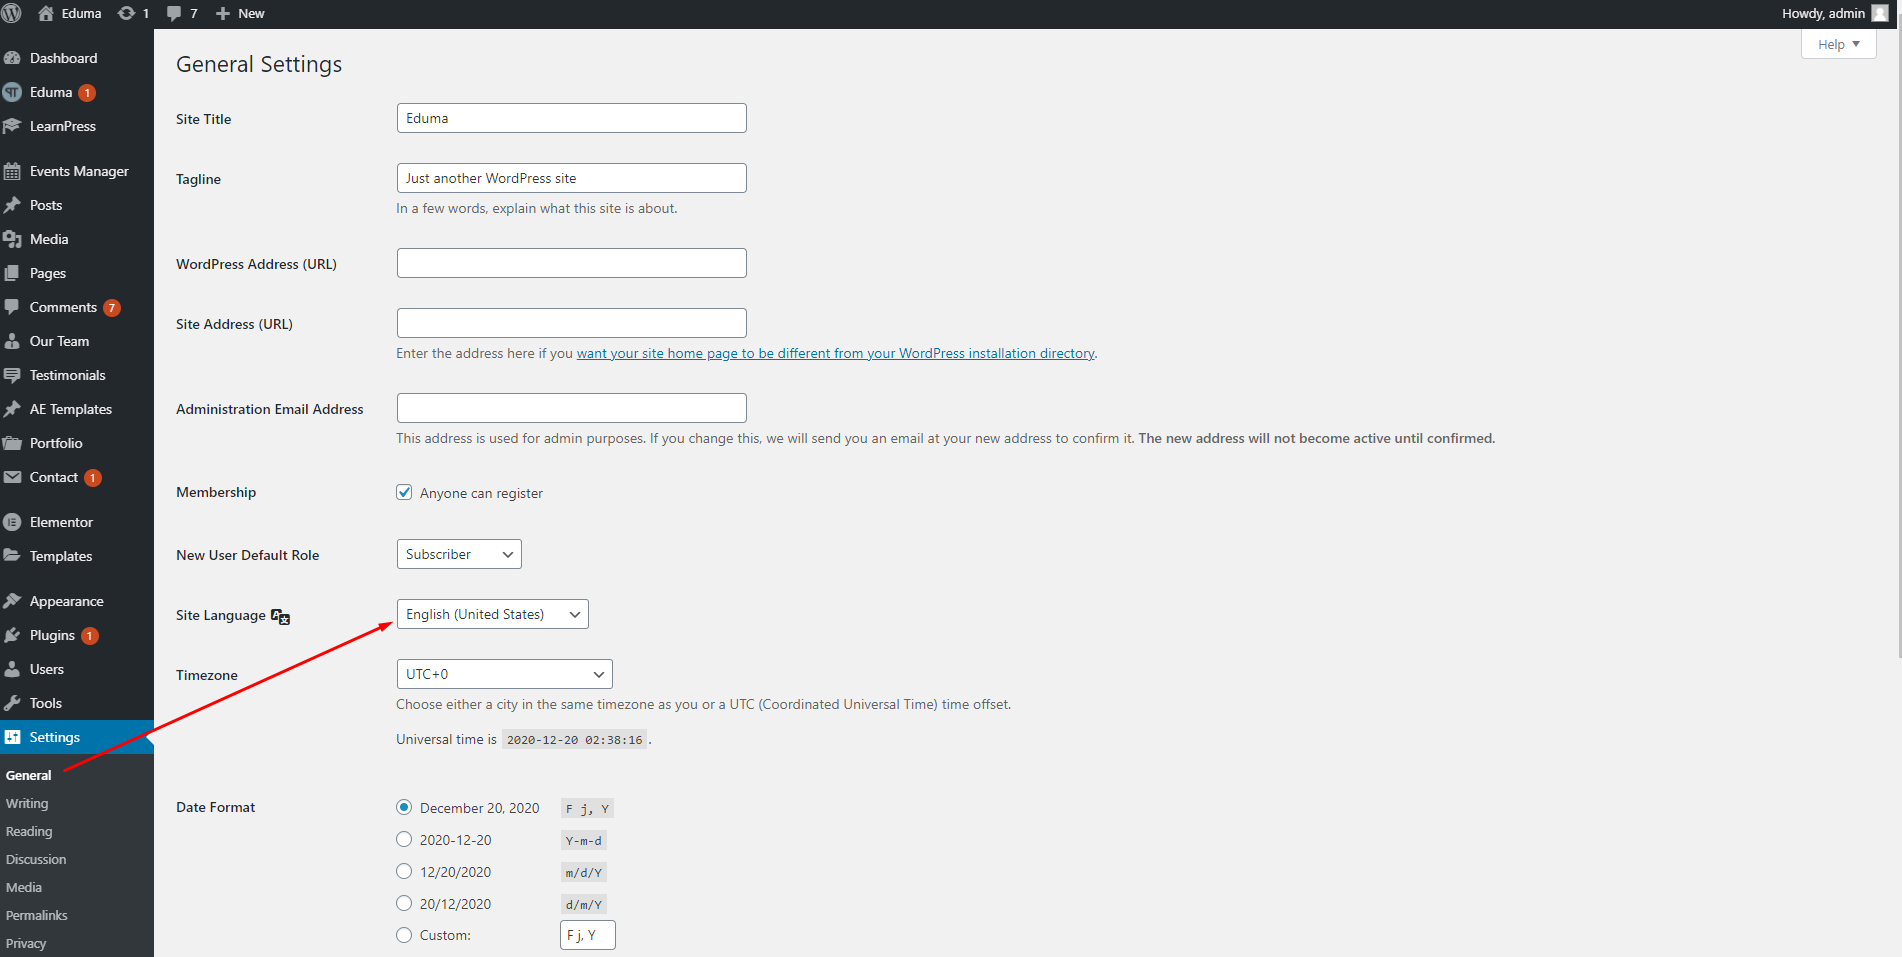 Eduma 1 7 New Howdy, admin
Help
Dashboard
Eduma 1
LearnPress
Events Manager
Posts
Media
Pages
Comments 7
Our Team
Testimonials
AE Templates
Portfolio
Contact 1
Elementor
Templates
Appearance
Plugins 1
Users
Tools
Settings
General
Writing
Reading
Discussion
Media
Permalinks
Privacy
General Settings
Site Title Eduma
Tagline Just another WordPress site
In a few words, explain what this site is about.
WordPress Address (URL)
Site Address (URL)
Enter the address here if you want your site home page to be different from your WordPress installation directory.
Administration Email Address
This address is used for admin purposes. If you change this, we will send you an email at your new address to confirm it. The new address will not become active until confirmed.
Membership Anyone can register
New User Default Role Subscriber
Site Language English (United States)
Timezone UTC+0
Choose either a city in the same timezone as you or a UTC (Coordinated Universal Time) time offset.
Universal time is 2020-12-20 02:38:16 .
Date Format December 20, 2020 F j, Y
2020-12-20 Y-m-d
12/20/2020 m/d/Y
20/12/2020 d/m/Y
Custom: F j, Y